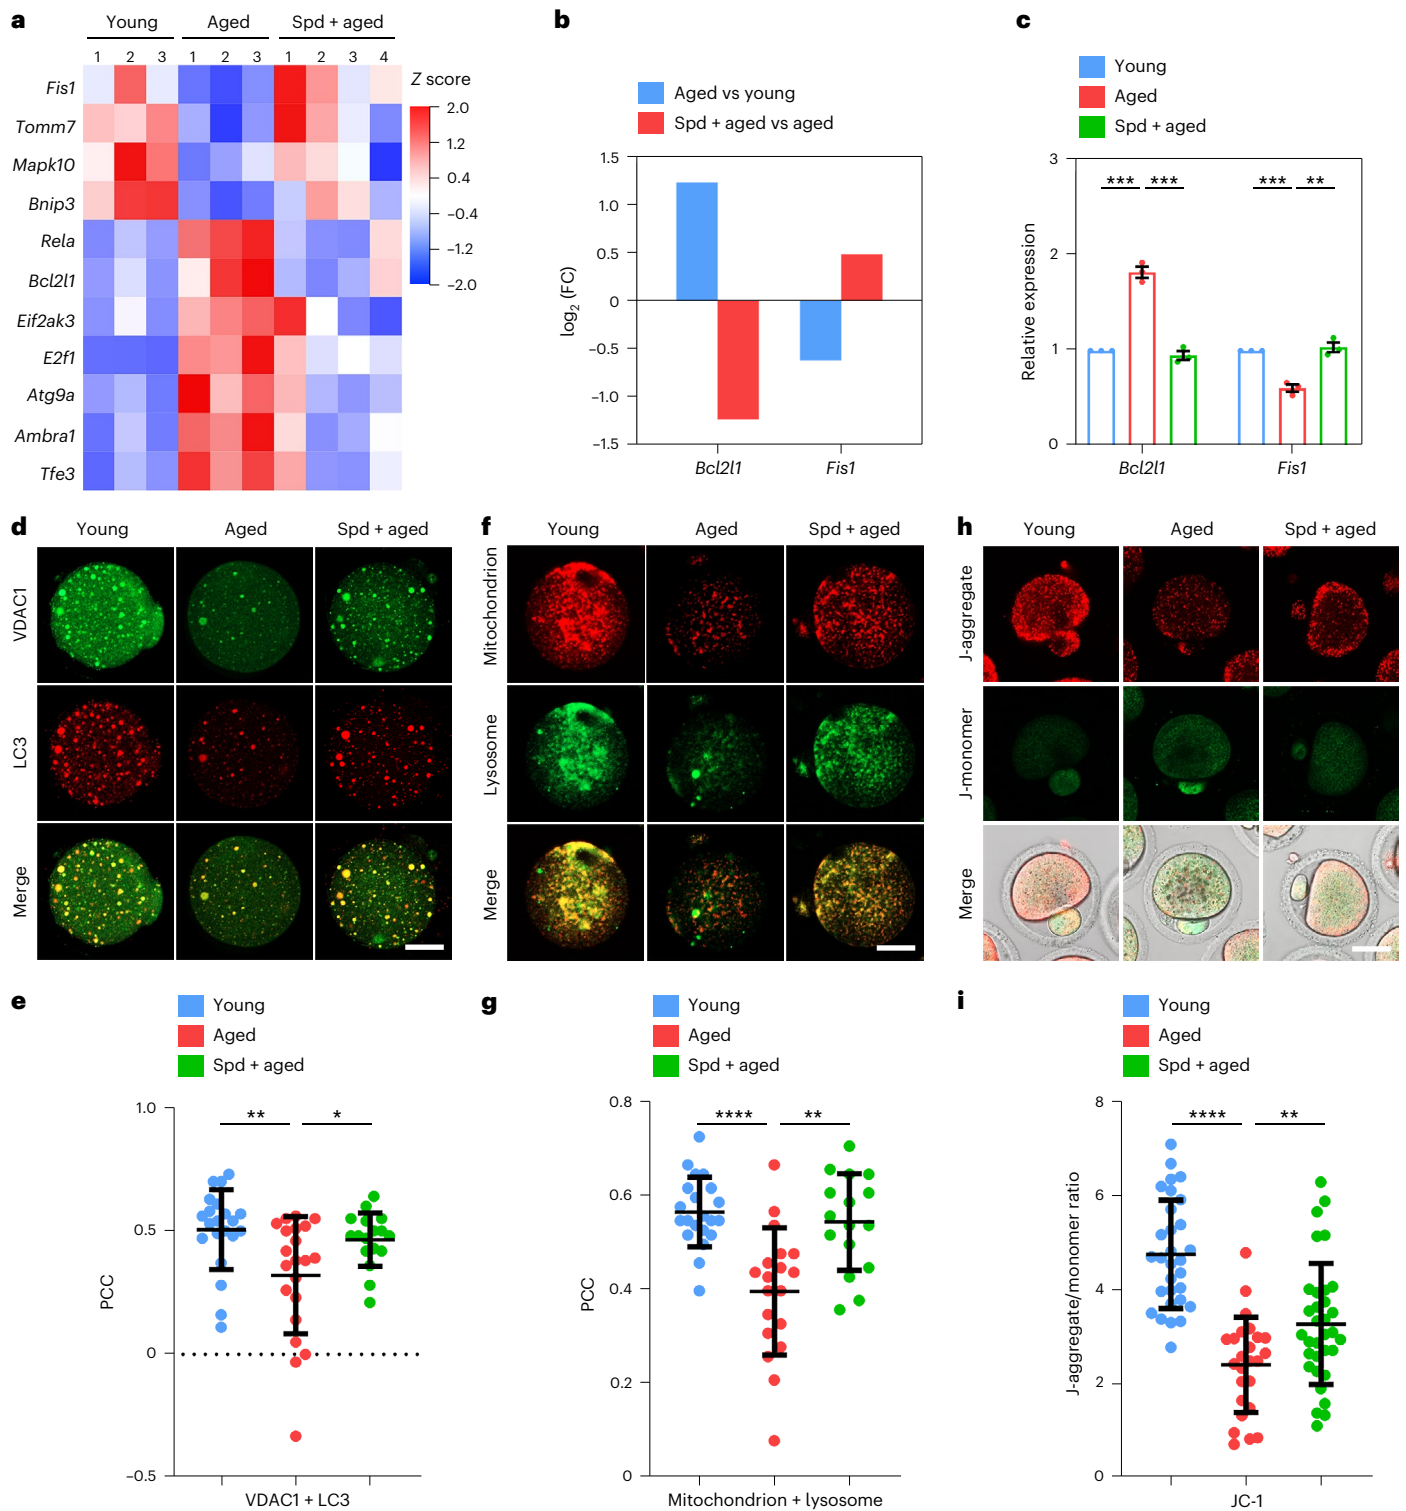 a
Young Aged Spd + aged
1 2 3 1 2 3 1 2 3 4
Fis1
Tomm7
Mapk10
Bnip3
Rela
Bcl2l1
Eif2ak3
E2f1
Atg9a
Ambra1
Tfe3
Z score
2.0
1.2
0.4
–0.4
–1.2
–2.0
b
Aged vs young
Spd + aged vs aged
log2 (FC)
1.5
1.0
0.5
0
–0.5
–1.0
–1.5
Bcl2l1 Fis1
c
Young
Aged
Spd + aged
Relative expression
3
2
1
0
*** *** *** **
Bcl2l1 Fis1
d
Young Aged Spd + aged
VDAC1
LC3
Merge
f
Young Aged Spd + aged
Mitochondrion
Lysosome
Merge
h
Young Aged Spd + aged
J-aggregate
J-monomer
Merge
e
Young
Aged
Spd + aged
PCC
1.0
0.5
0
–0.5
** *
VDAC1 + LC3
g
Young
Aged
Spd + aged
PCC
0.8
0.6
0.4
0.2
0
**** **
Mitochondrion + lysosome
i
Young
Aged
Spd + aged
J-aggregate/monomer ratio
8
6
4
2
0
**** **
JC-1